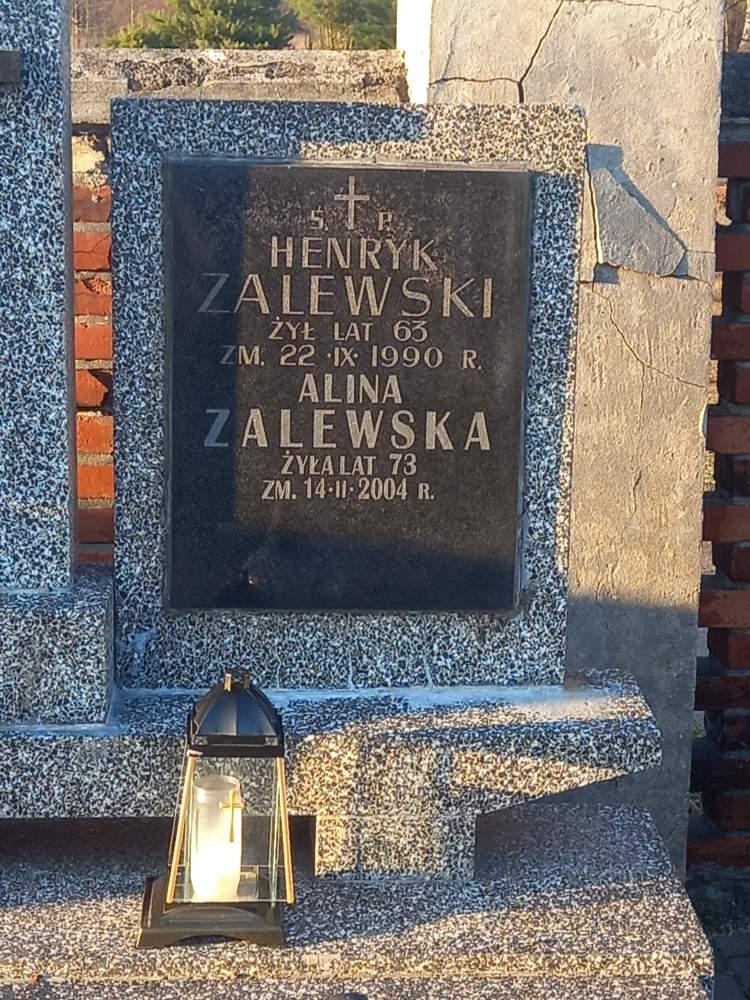 Ś P.
HENRYK
ZALEWSKI
ŻYŁ LAT 63
ZM. 22·IX·1990 R.
ALINA
ZALEWSKA
ŻYŁA LAT 73
ZM. 14·II·2004 R.